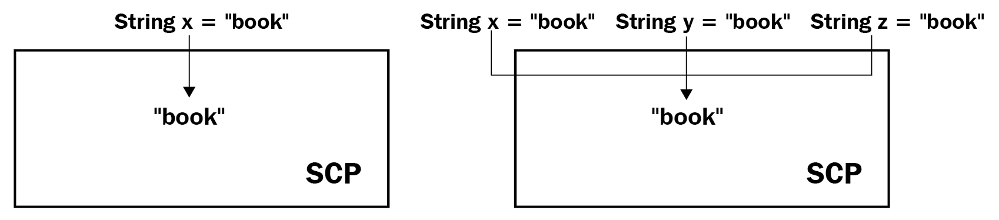 String x = "book"
"book"
SCP
String x = "book" String y = "book" String z = "book"
"book"
SCP